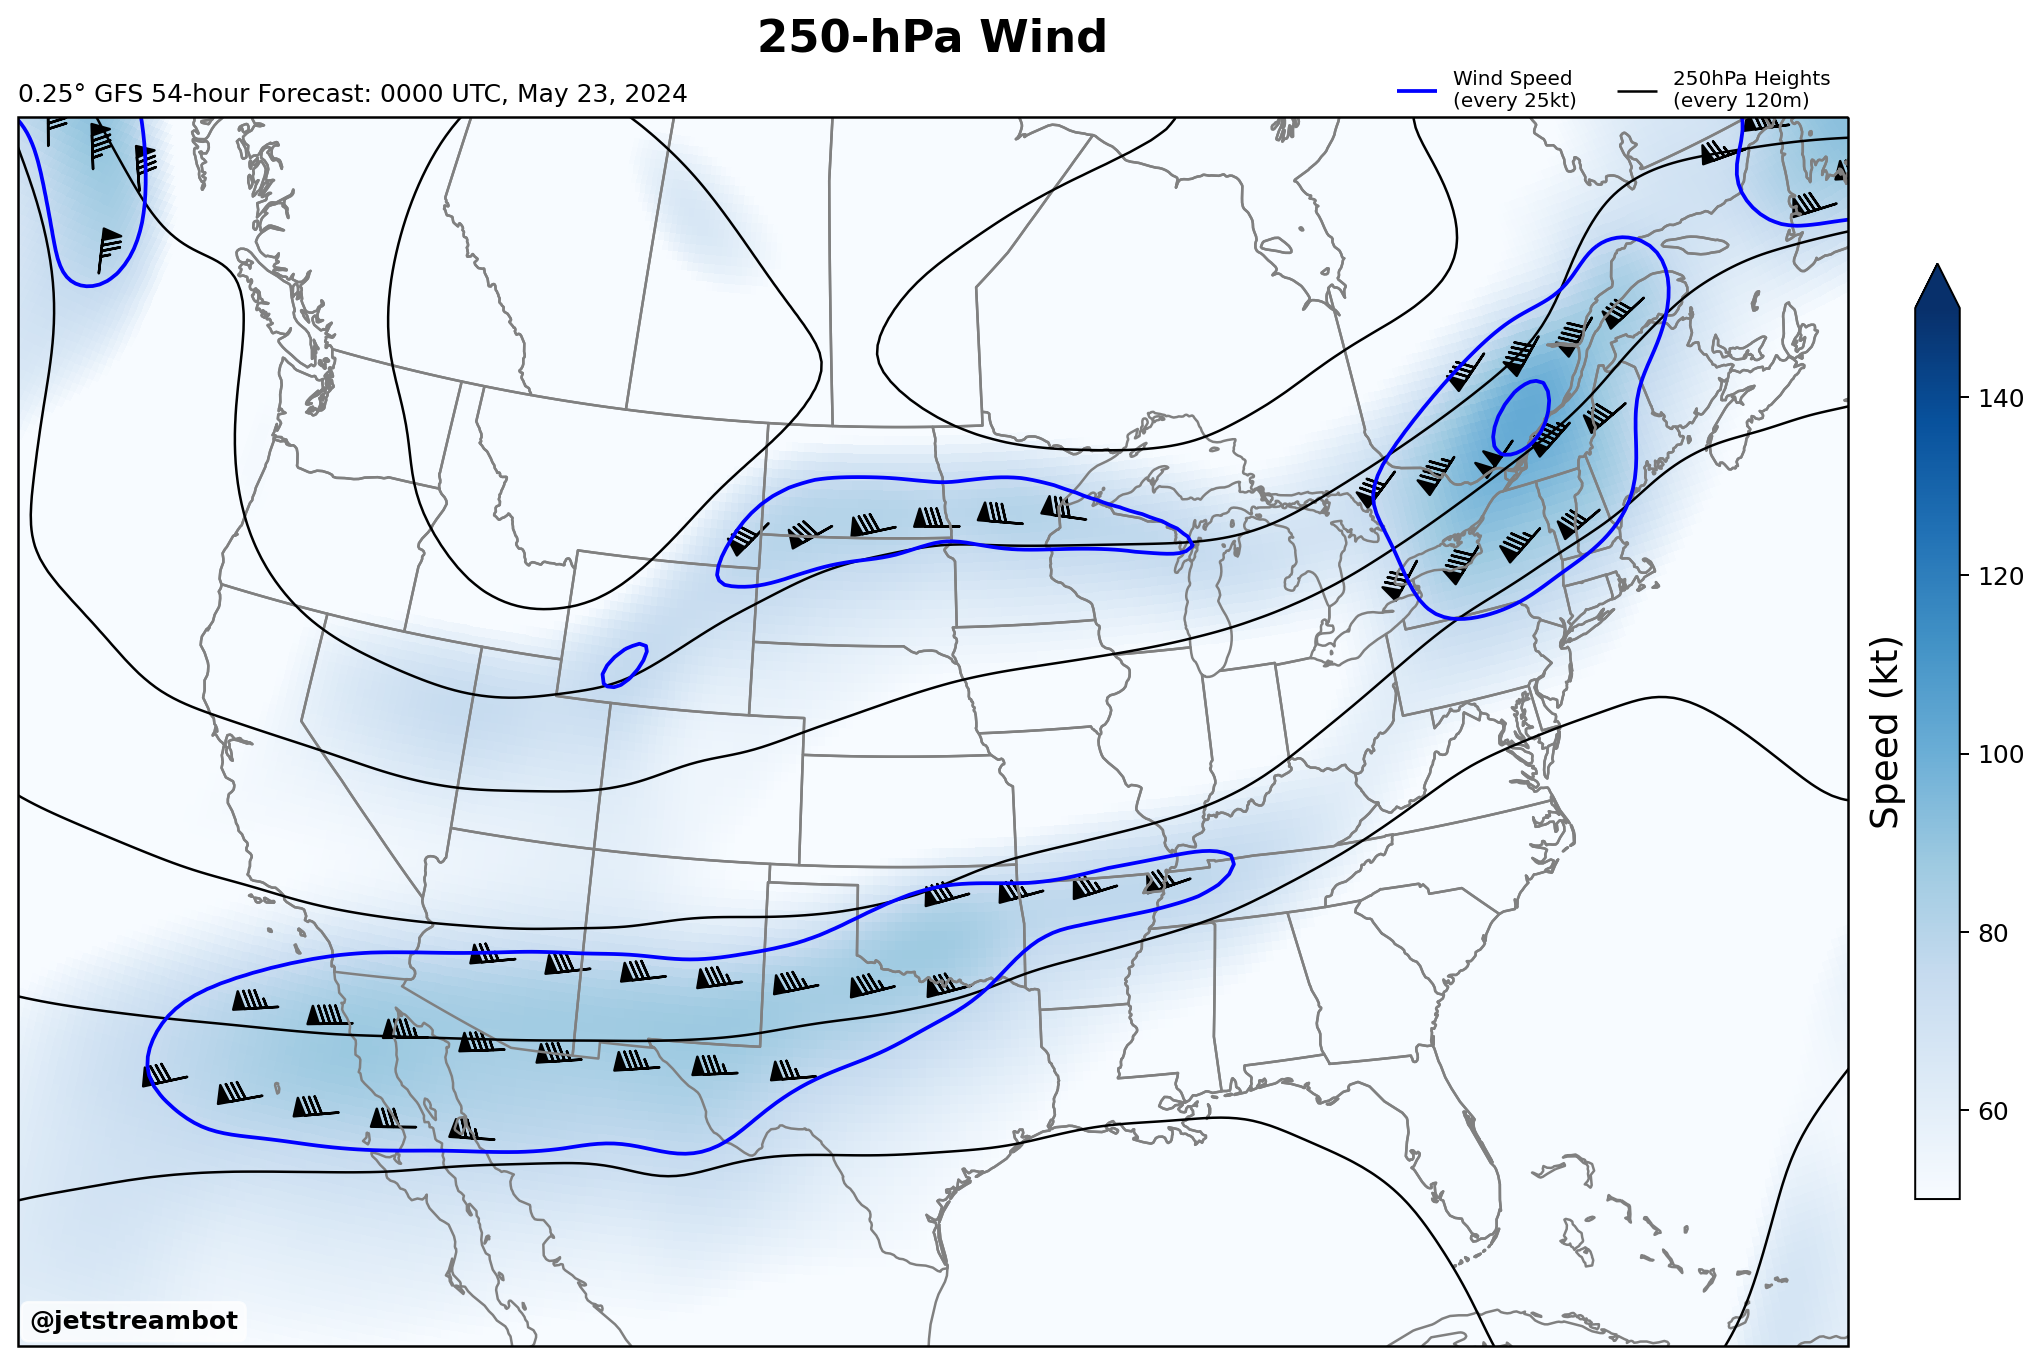 250-hPa Wind
0.25° GFS 54-hour Forecast: 0000 UTC, May 23, 2024
Wind Speed
(every 25kt)
250hPa Heights
(every 120m)
140
120
100
80
60
Speed (kt)
@jetstreambot